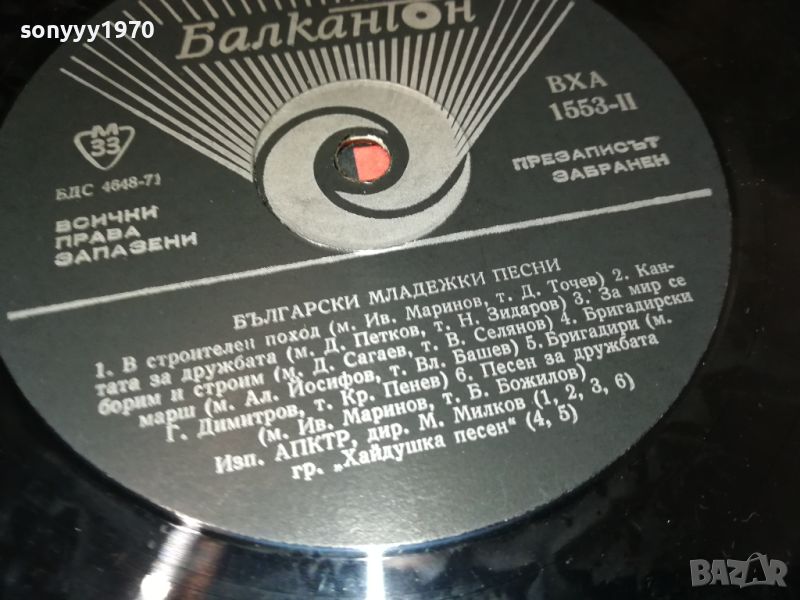 sonyyy1970
Балкантон
ВХА
1553-II
М
33
БДС 4648-71
ВСИЧКИ
ПРАВА
ЗАПАЗЕНИ
ПРЕЗАПИСЪТ
ЗАБРАНЕН
БЪЛГАРСКИ МЛАДЕЖКИ ПЕСНИ
1. В строителен поход (м. Ив. Маринов, т. Д. Точев) 2. Кан-
тата за дружбата (м. Д. Петков, т. Н. Зидаров) 3. За мир се
борим и строим (м. Д. Сагаев, т. В. Селянов) 4. Бригадирски
марш (м. Ал. Йосифов, т. Вл. Башев) 5. Бригадири (м.
Г. Димитров, т. Кр. Пенев) 6. Песен за дружбата
(м. Ив. Маринов, т. Б. Божилов)
Изп. АПКТР, дир. М. Милков (1, 2, 3, 6)
гр. „Хайдушка песен“ (4, 5)
BAZAR